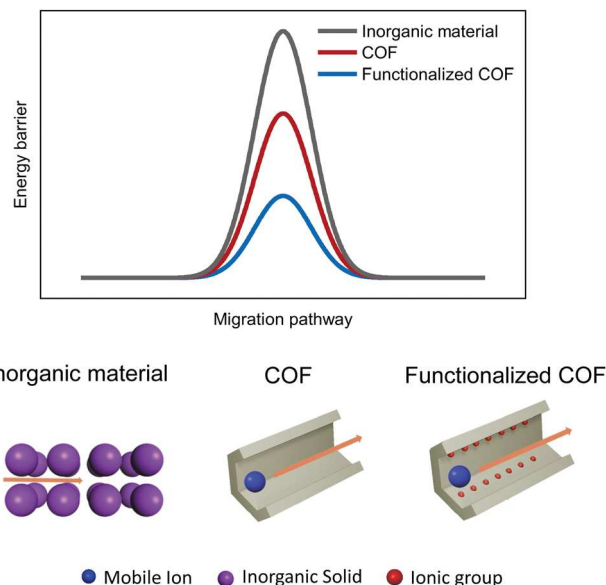 Inorganic material
COF
Functionalized COF
Energy barrier
Migration pathway
norganic material
COF
Functionalized COF
Mobile Ion
Inorganic Solid
Ionic group